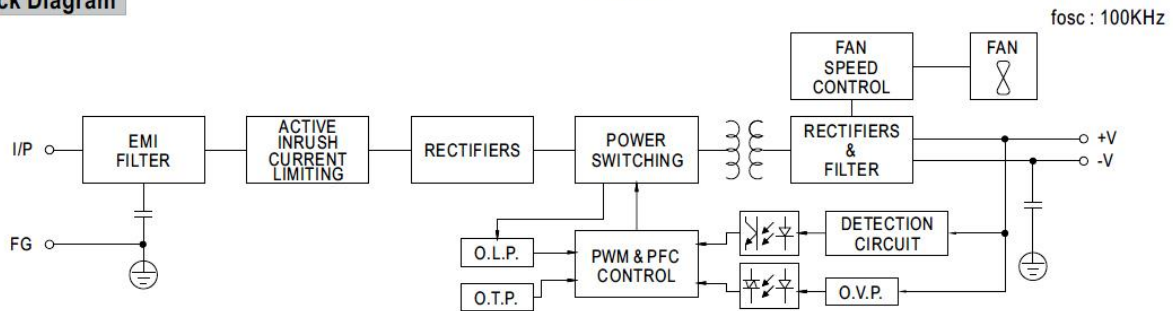 ck Diagram
fosc : 100KHz
FAN
SPEED
CONTROL
FAN
I/P
EMI
FILTER
ACTIVE
INRUSH
CURRENT
LIMITING
RECTIFIERS
POWER
SWITCHING
RECTIFIERS
&
FILTER
+V
-V
FG
O.L.P.
O.T.P.
PWM & PFC
CONTROL
DETECTION
CIRCUIT
O.V.P.